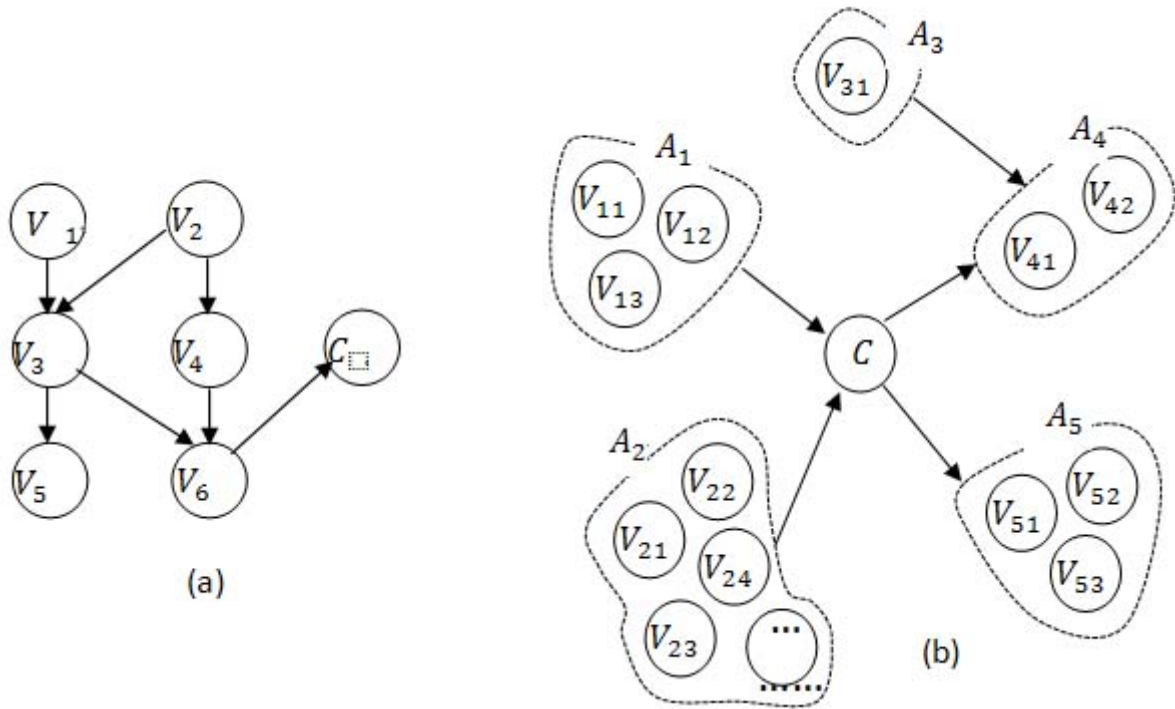 V 1
V2
V3
V4
C
V5
V6
(a)
A3
V31
A1
A4
V11
V12
V42
V13
V41
C
A2
A5
V22
V52
V51
V21
V24
V53
V23
...
......
(b)